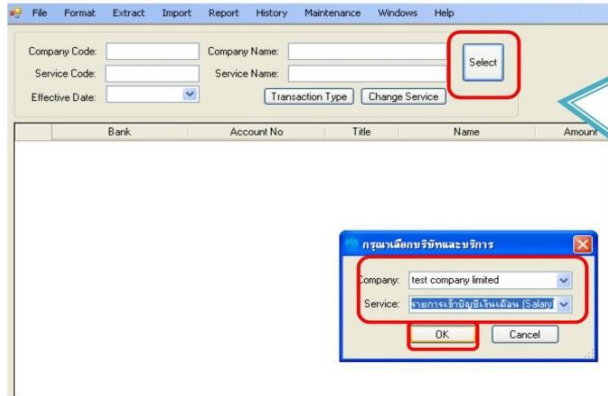 File Format Extract Import Report History Maintenance Windows Help
Company Code: Company Name:
Select
Service Code: Service Name:
Effective Date: Transaction Type Change Service
Bank Account No Title Name Amount
กรุณาเลือกบริษัทและบริการ
Company: test company limited
Service: รายการเข้าบัญชีเงินเดือน (Salary
OK Cancel